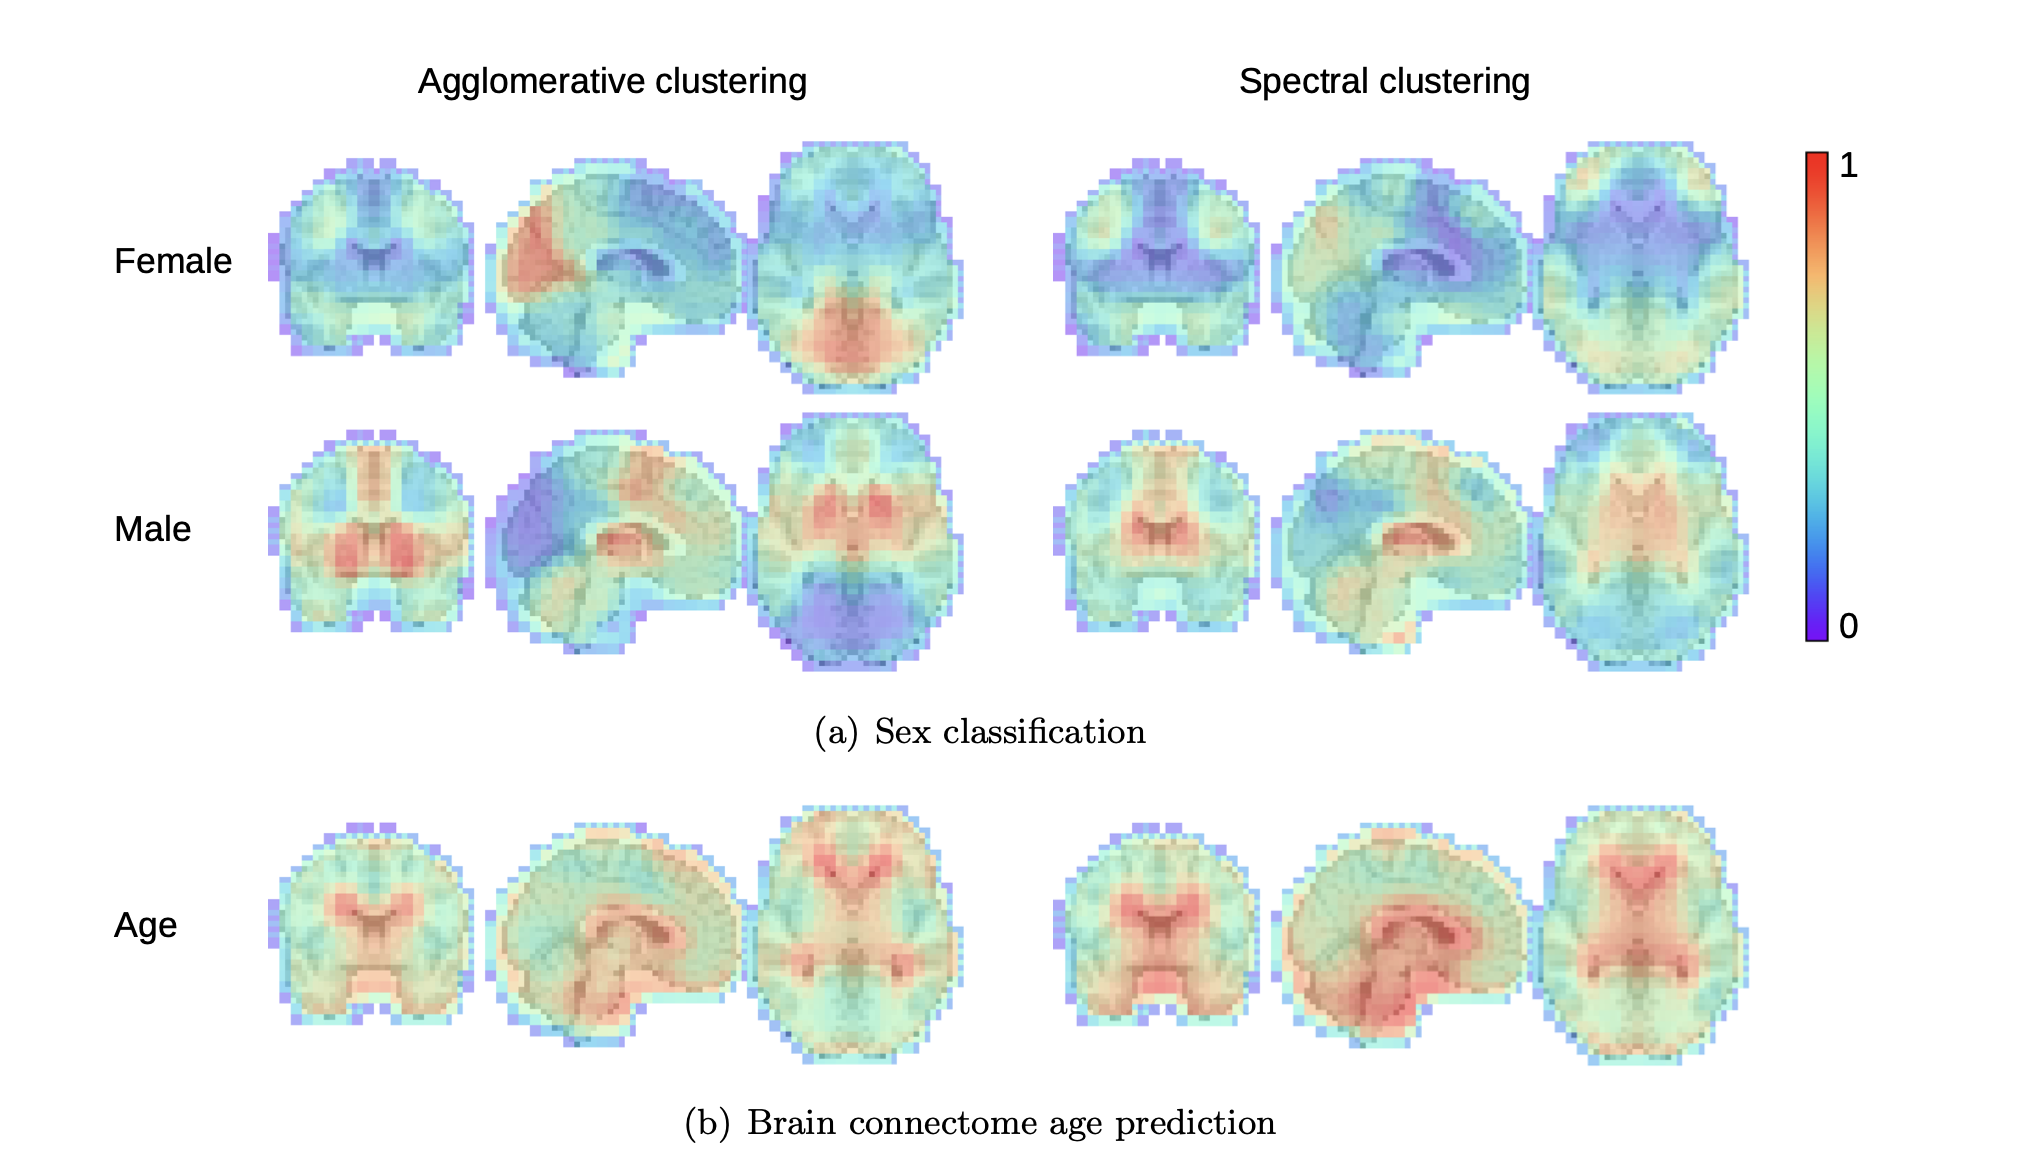 Agglomerative clustering
Spectral clustering
Female
1
Male
0
(a) Sex classification
Age
(b) Brain connectome age prediction